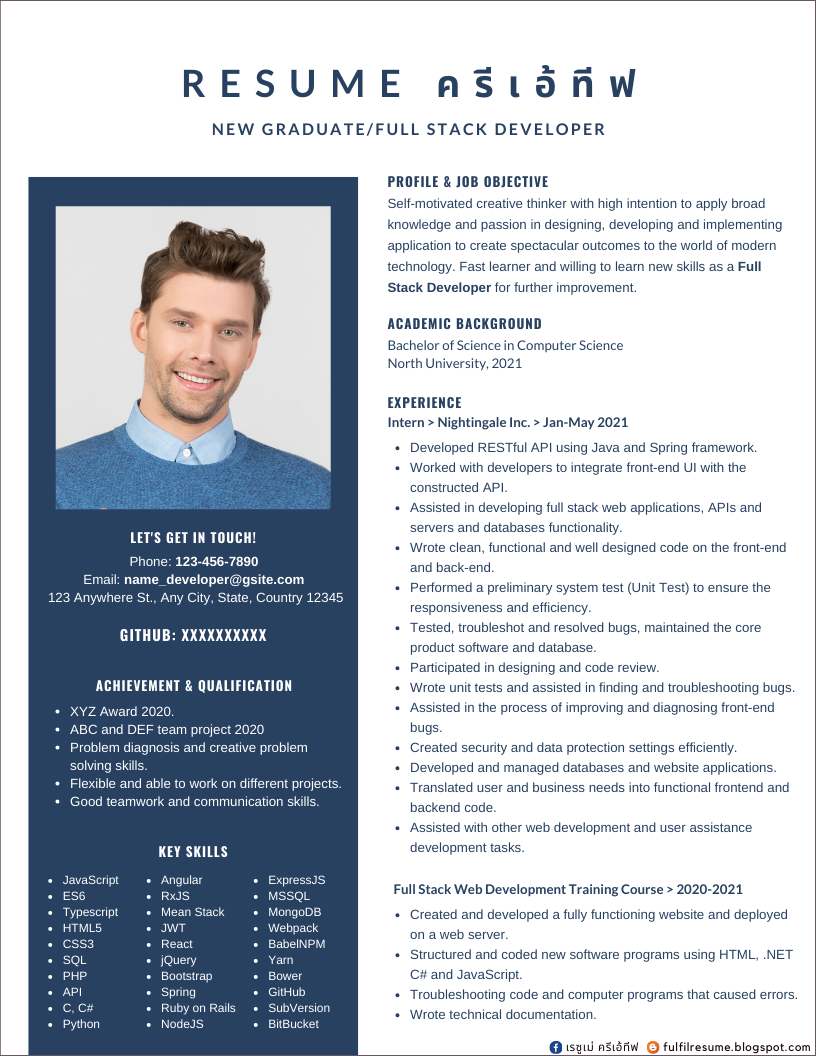 RESUME ครีเอ้ทีฟ
NEW GRADUATE/FULL STACK DEVELOPER
LET'S GET IN TOUCH!
Phone: 123-456-7890
Email: name_developer@gsite.com
123 Anywhere St., Any City, State, Country 12345
GITHUB: XXXXXXXXXX
ACHIEVEMENT & QUALIFICATION
• XYZ Award 2020.
• ABC and DEF team project 2020
• Problem diagnosis and creative problem
solving skills.
• Flexible and able to work on different projects.
• Good teamwork and communication skills.
KEY SKILLS
• JavaScript
• ES6
• Typescript
• HTML5
• CSS3
• SQL
• PHP
• API
• C, C#
• Python
• Angular
• RxJS
• Mean Stack
• JWT
• React
• jQuery
• Bootstrap
• Spring
• Ruby on Rails
• NodeJS
• ExpressJS
• MSSQL
• MongoDB
• Webpack
• BabelNPM
• Yarn
• Bower
• GitHub
• SubVersion
• BitBucket
PROFILE & JOB OBJECTIVE
Self-motivated creative thinker with high intention to apply broad
knowledge and passion in designing, developing and implementing
application to create spectacular outcomes to the world of modern
technology. Fast learner and willing to learn new skills as a Full
Stack Developer for further improvement.
ACADEMIC BACKGROUND
Bachelor of Science in Computer Science
North University, 2021
EXPERIENCE
Intern > Nightingale Inc. > Jan-May 2021
• Developed RESTful API using Java and Spring framework.
• Worked with developers to integrate front-end UI with the
constructed API.
• Assisted in developing full stack web applications, APIs and
servers and databases functionality.
• Wrote clean, functional and well designed code on the front-end
and back-end.
• Performed a preliminary system test (Unit Test) to ensure the
responsiveness and efficiency.
• Tested, troubleshot and resolved bugs, maintained the core
product software and database.
• Participated in designing and code review.
• Wrote unit tests and assisted in finding and troubleshooting bugs.
• Assisted in the process of improving and diagnosing front-end
bugs.
• Created security and data protection settings efficiently.
• Developed and managed databases and website applications.
• Translated user and business needs into functional frontend and
backend code.
• Assisted with other web development and user assistance
development tasks.
Full Stack Web Development Training Course > 2020-2021
• Created and developed a fully functioning website and deployed
on a web server.
• Structured and coded new software programs using HTML, .NET
C# and JavaScript.
• Troubleshooting code and computer programs that caused errors.
• Wrote technical documentation.
เรซูเม่ ครีเอ้ทีฟ fulfilresume.blogspot.com